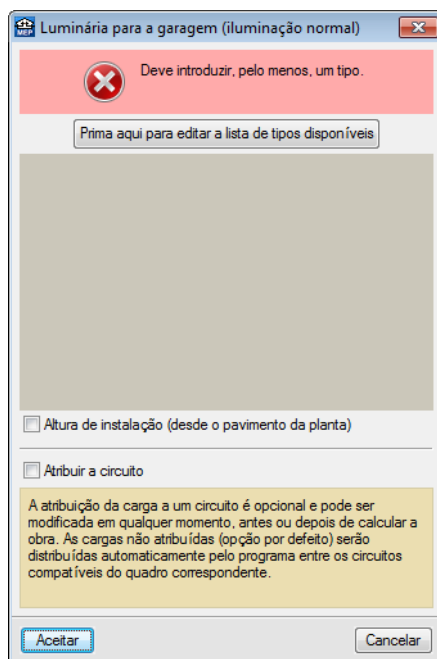 MEP Luminária para a garagem (iluminação normal)
Deve introduzir, pelo menos, um tipo.
Prima aqui para editar a lista de tipos disponíveis
Altura de instalação (desde o pavimento da planta)
Atribuir a circuito
A atribuição da carga a um circuito é opcional e pode ser
modificada em qualquer momento, antes ou depois de calcular a
obra. As cargas não atribuídas (opção por defeito) serão
distribuídas automaticamente pelo programa entre os circuitos
compatíveis do quadro correspondente.
Aceitar Cancelar